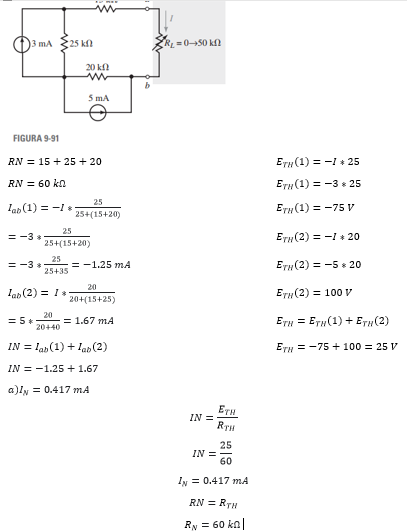 3 mA
25 kΩ
I
R_L = 0→50 kΩ
20 kΩ
b
5 mA
FIGURA 9-91
RN = 15 + 25 + 20
RN = 60 kΩ
I_ab(1) = −I * 25/(25+(15+20))
= −3 * 25/(25+(15+20))
= −3 * 25/(25+35) = −1.25 mA
I_ab(2) = I * 20/(20+(15+25))
= 5 * 20/(20+40) = 1.67 mA
IN = I_ab(1) + I_ab(2)
IN = −1.25 + 1.67
a)I_N = 0.417 mA
E_TH(1) = −I * 25
E_TH(1) = −3 * 25
E_TH(1) = −75 V
E_TH(2) = −I * 20
E_TH(2) = −5 * 20
E_TH(2) = 100 V
E_TH = E_TH(1) + E_TH(2)
E_TH = −75 + 100 = 25 V
IN = E_TH/R_TH
IN = 25/60
I_N = 0.417 mA
RN = R_TH
R_N = 60 kΩ